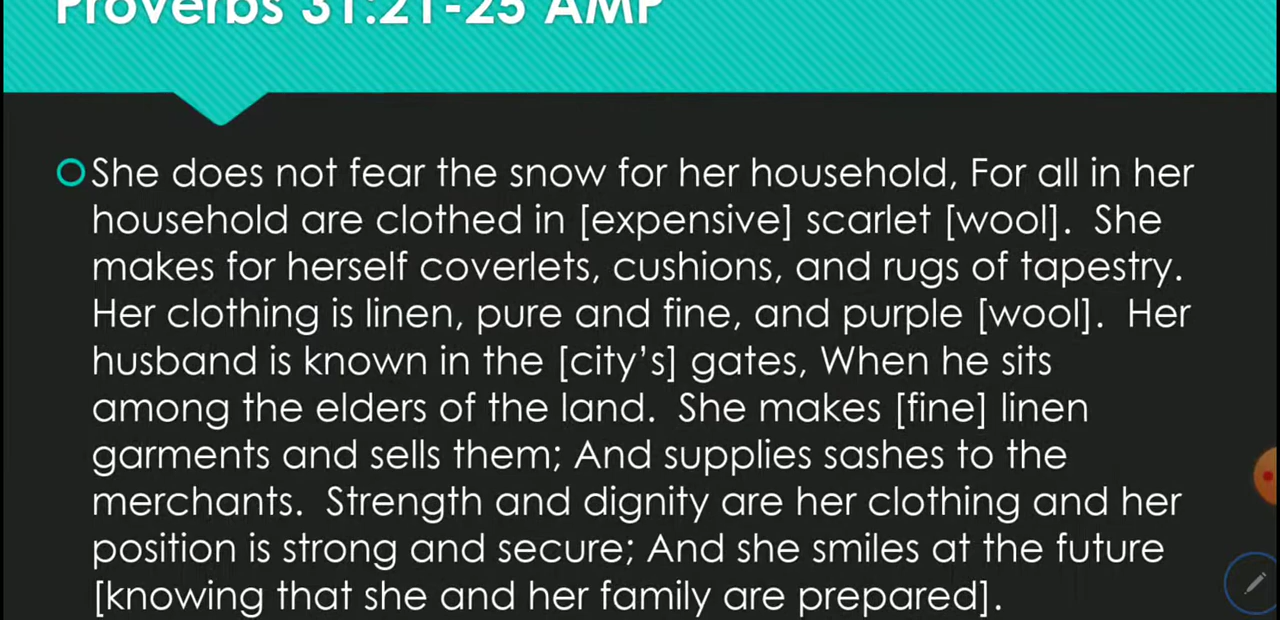 Proverbs 31:21-25 AMP
She does not fear the snow for her household, For all in her
household are clothed in [expensive] scarlet [wool].  She
makes for herself coverlets, cushions, and rugs of tapestry.
Her clothing is linen, pure and fine, and purple [wool].  Her
husband is known in the [city’s] gates, When he sits
among the elders of the land.  She makes [fine] linen
garments and sells them; And supplies sashes to the
merchants.  Strength and dignity are her clothing and her
position is strong and secure; And she smiles at the future
[knowing that she and her family are prepared].